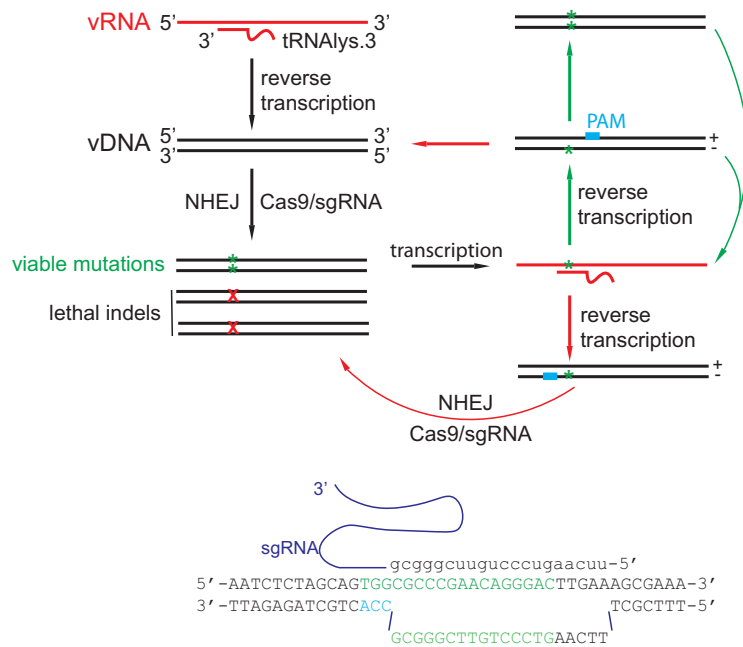 vRNA 5' 3'
3' tRNAlys.3
reverse
transcription
PAM
+
-
vDNA 5' 3'
3' 5'
NHEJ Cas9/sgRNA
reverse
transcription
viable mutations
transcription
lethal indels
reverse
transcription
+
-
NHEJ
Cas9/sgRNA
3'
sgRNA
gcgggcuugucccugaacuu-5'
5'-AATCTCTAGCAGTGGCGCCCGAACAGGGACTTGAAAGCGAAA-3'
3'-TTAGAGATCGTCACC TCGCTTT-5'
GCGGGCTTGTCCCTGAACTT